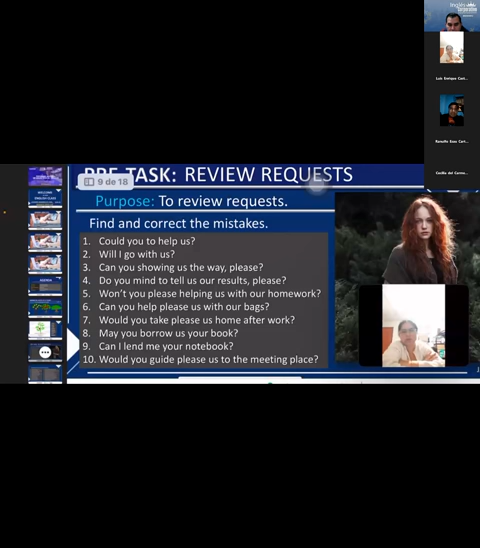 Inglés
Luis Enrique Cari...
PRE-TASK: REVIEW REQUESTS
9 de 18
Purpose: To review requests.
Find and correct the mistakes.
1. Could you to help us?
2. Will I go with us?
3. Can you showing us the way, please?
4. Do you mind to tell us our results, please?
5. Won't you please helping us with our homework?
6. Can you help please us with our bags?
7. Would you take please us home after work?
8. May you borrow us your book?
9. Can I lend me your notebook?
10. Would you guide please us to the meeting place?
AGENDA